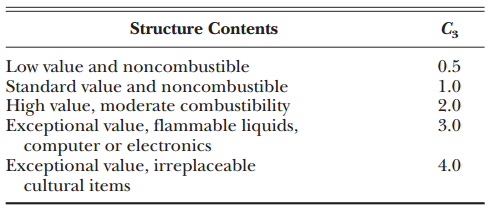 Structure Contents C3
Low value and noncombustible 0.5
Standard value and noncombustible 1.0
High value, moderate combustibility 2.0
Exceptional value, flammable liquids, 3.0
computer or electronics
Exceptional value, irreplaceable 4.0
cultural items